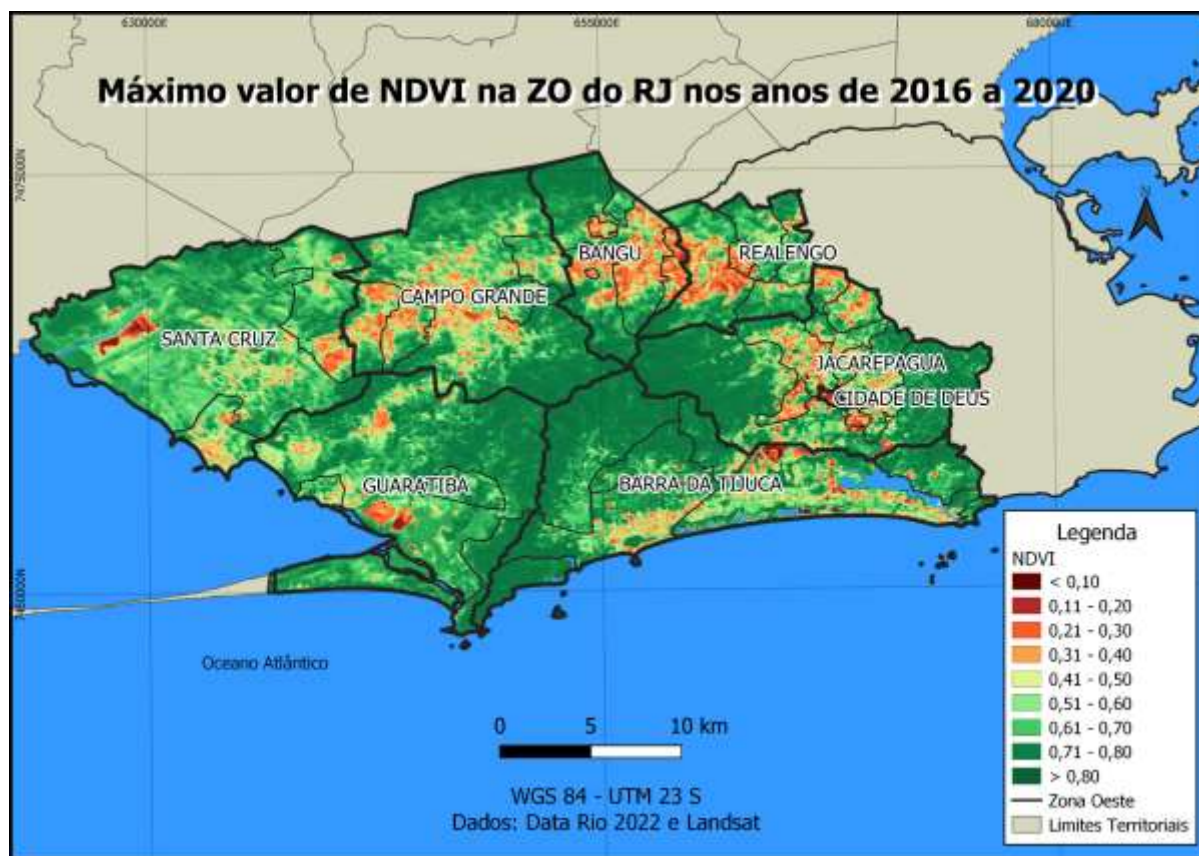 630000E
655000E
680000E
Máximo valor de NDVI na ZO do RJ nos anos de 2016 a 2020
7475000N
N
BANGU
REALENGO
CAMPO GRANDE
SANTA CRUZ
JACAREPAGUA
CIDADE DE DEUS
GUARATIBA
BARRA DA TIJUCA
7450000N
Oceano Atlântico
0 5 10 km
WGS 84 - UTM 23 S
Dados: Data Rio 2022 e Landsat
Legenda
NDVI
< 0,10
0,11 - 0,20
0,21 - 0,30
0,31 - 0,40
0,41 - 0,50
0,51 - 0,60
0,61 - 0,70
0,71 - 0,80
> 0,80
Zona Oeste
Limites Territoriais